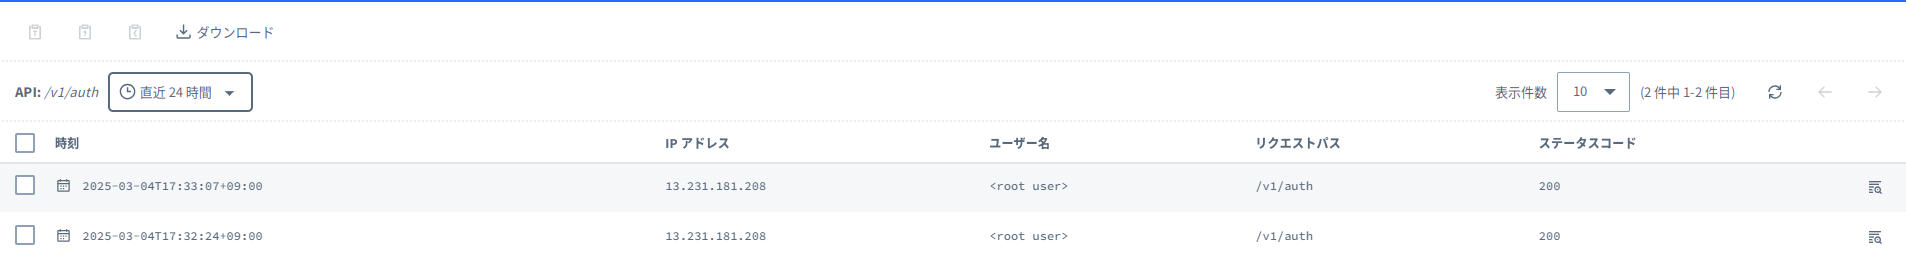 ダウンロード
API: /v1/auth 直近 24 時間 表示件数 10 (2 件中 1-2 件目)
時刻 IP アドレス ユーザー名 リクエストパス ステータスコード
2025-03-04T17:33:07+09:00 13.231.181.208 <root user> /v1/auth 200
2025-03-04T17:32:24+09:00 13.231.181.208 <root user> /v1/auth 200